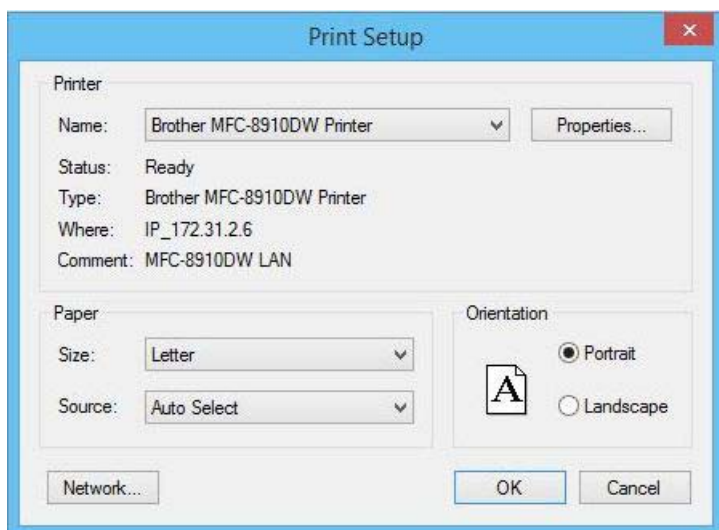 Print Setup
Printer
Name: Brother MFC-8910DW Printer Properties...
Status: Ready
Type: Brother MFC-8910DW Printer
Where: IP_172.31.2.6
Comment: MFC-8910DW LAN
Paper
Size: Letter
Source: Auto Select
Orientation
A
Portrait
Landscape
Network...
OK
Cancel